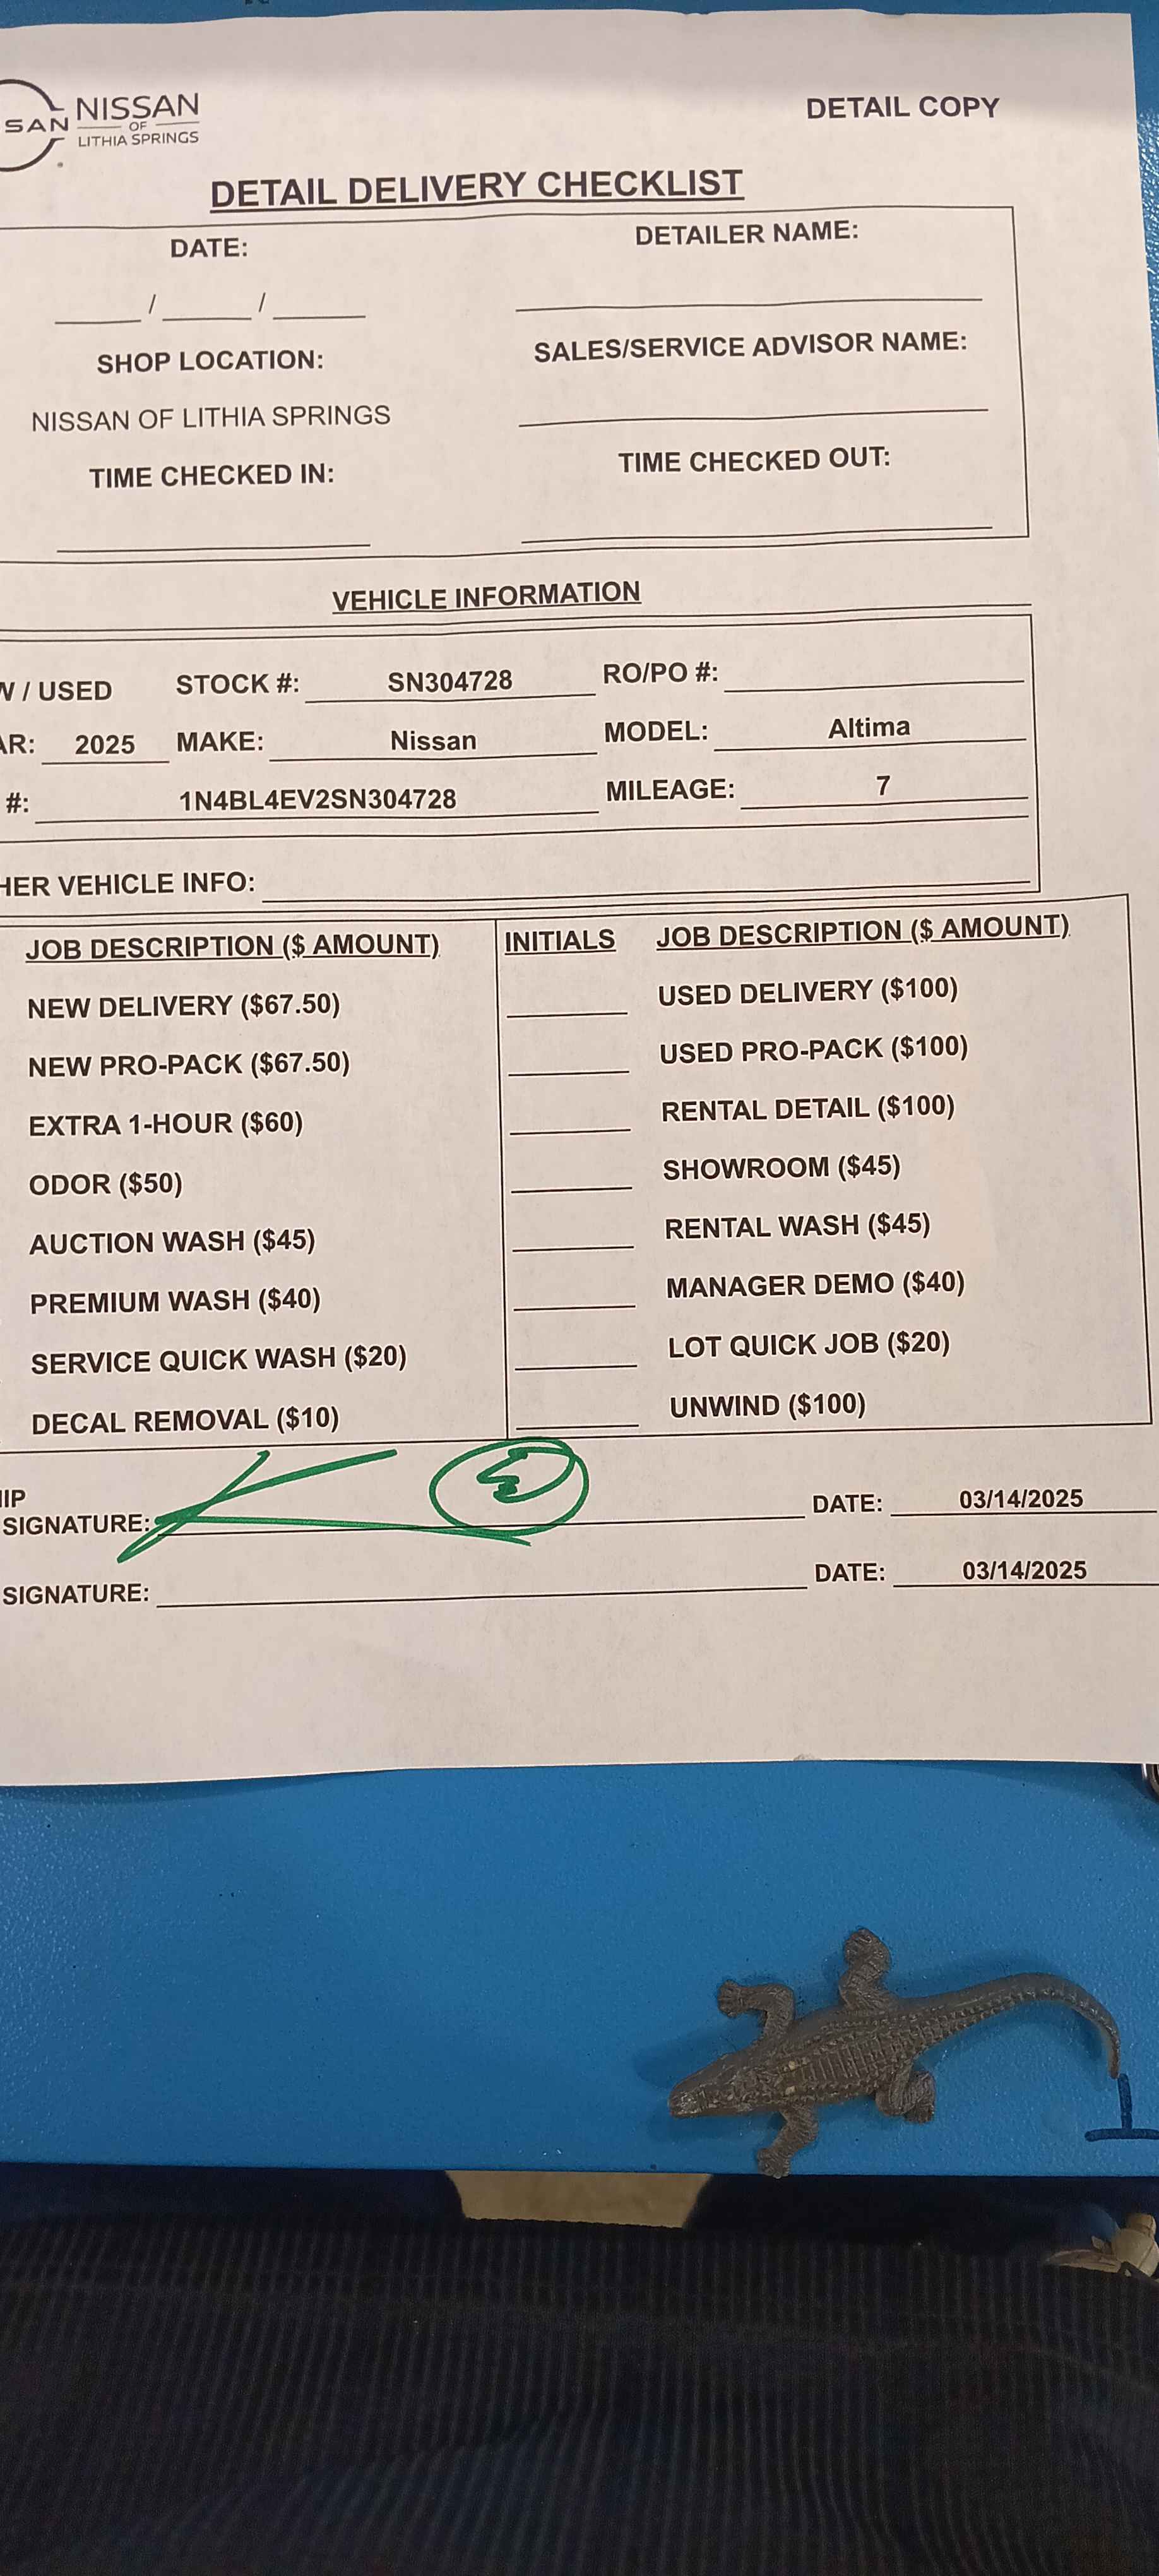 SAN NISSAN
OF
LITHIA SPRINGS
DETAIL COPY
DETAIL DELIVERY CHECKLIST
DATE: DETAILER NAME:
____ / ____ / ____
SHOP LOCATION: SALES/SERVICE ADVISOR NAME:
NISSAN OF LITHIA SPRINGS
TIME CHECKED IN: TIME CHECKED OUT:
VEHICLE INFORMATION
W / USED STOCK #: SN304728 RO/PO #:
AR: 2025 MAKE: Nissan MODEL: Altima
#: 1N4BL4EV2SN304728 MILEAGE: 7
HER VEHICLE INFO:
JOB DESCRIPTION ($ AMOUNT) INITIALS JOB DESCRIPTION ($ AMOUNT)
NEW DELIVERY ($67.50) USED DELIVERY ($100)
NEW PRO-PACK ($67.50) USED PRO-PACK ($100)
EXTRA 1-HOUR ($60) RENTAL DETAIL ($100)
ODOR ($50) SHOWROOM ($45)
AUCTION WASH ($45) RENTAL WASH ($45)
PREMIUM WASH ($40) MANAGER DEMO ($40)
SERVICE QUICK WASH ($20) LOT QUICK JOB ($20)
DECAL REMOVAL ($10) UNWIND ($100)
HIP
SIGNATURE: DATE: 03/14/2025
SIGNATURE: DATE: 03/14/2025